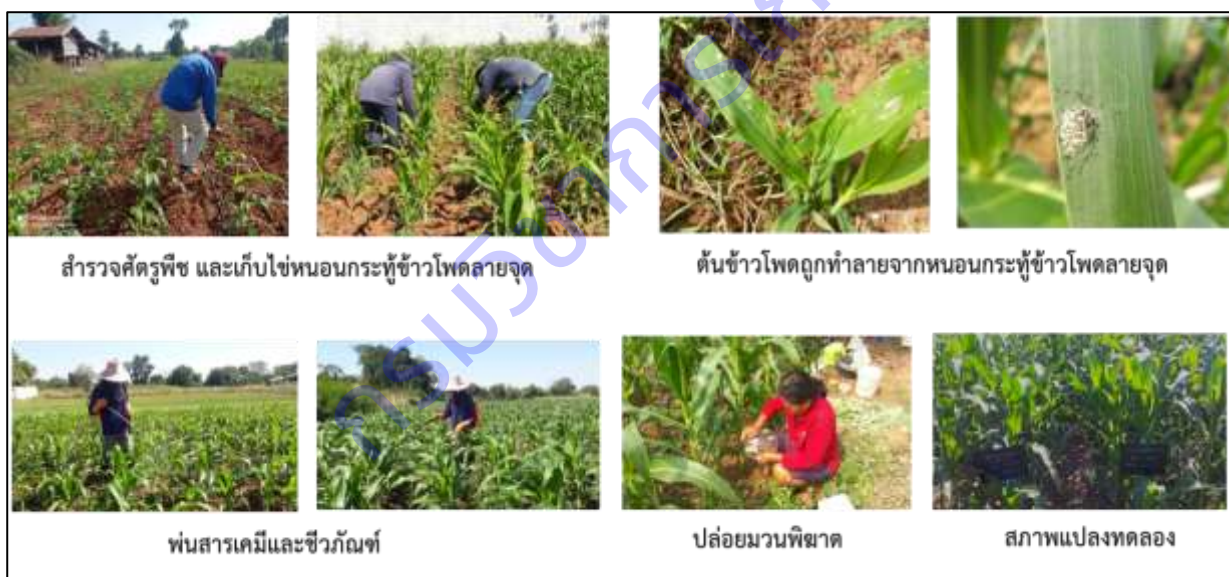 สำรวจศัตรูพืช และเก็บไข่หนอนกระทู้ข้าวโพดลายจุด
ต้นข้าวโพดถูกทำลายจากหนอนกระทู้ข้าวโพดลายจุด
พ่นสารเคมีและชีวภัณฑ์
ปล่อยมวนพิฆาต
สภาพแปลงทดลอง